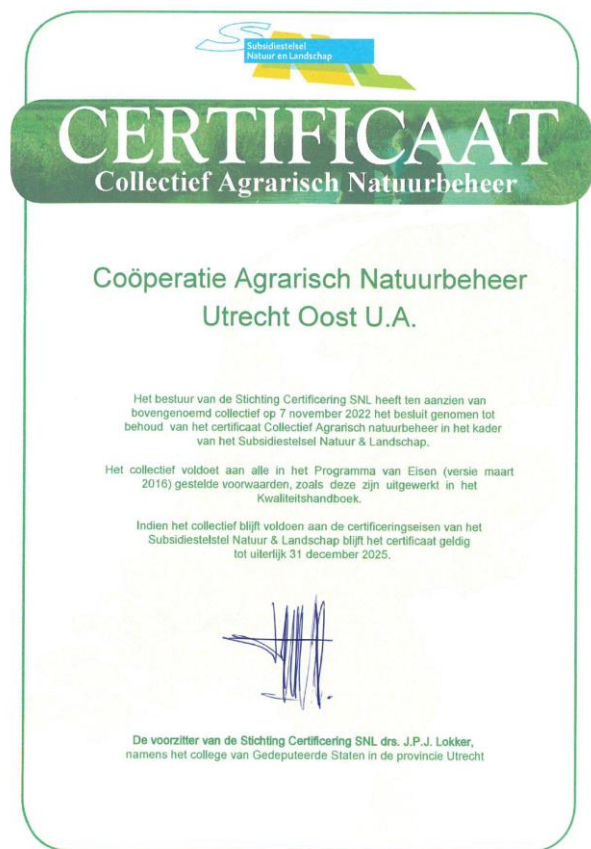 SNL
Subsidiestelsel
Natuur en Landschap
CERTIFICAAT
Collectief Agrarisch Natuurbeheer
Coöperatie Agrarisch Natuurbeheer
Utrecht Oost U.A.
Het bestuur van de Stichting Certificering SNL heeft ten aanzien van
bovengenoemd collectief op 7 november 2022 het besluit genomen tot
behoud van het certificaat Collectief Agrarisch natuurbeheer in het kader
van het Subsidiestelsel Natuur & Landschap.
Het collectief voldoet aan alle in het Programma van Eisen (versie maart
2016) gestelde voorwaarden, zoals deze zijn uitgewerkt in het
Kwaliteitshandboek.
Indien het collectief blijft voldoen aan de certificeringseisen van het
Subsidiestelstel Natuur & Landschap blijft het certificaat geldig
tot uiterlijk 31 december 2025.
De voorzitter van de Stichting Certificering SNL drs. J.P.J. Lokker,
namens het college van Gedeputeerde Staten in de provincie Utrecht